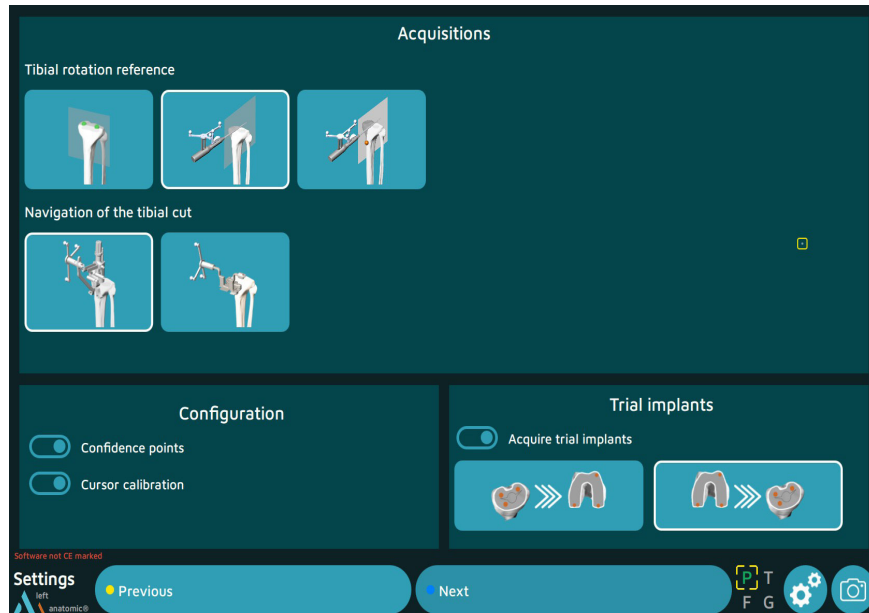 Acquisitions
Tibial rotation reference
Navigation of the tibial cut
Configuration
Confidence points
Cursor calibration
Trial implants
Acquire trial implants
Software not CE marked
Settings
left
anatomic®
Previous
Next
P T
F G